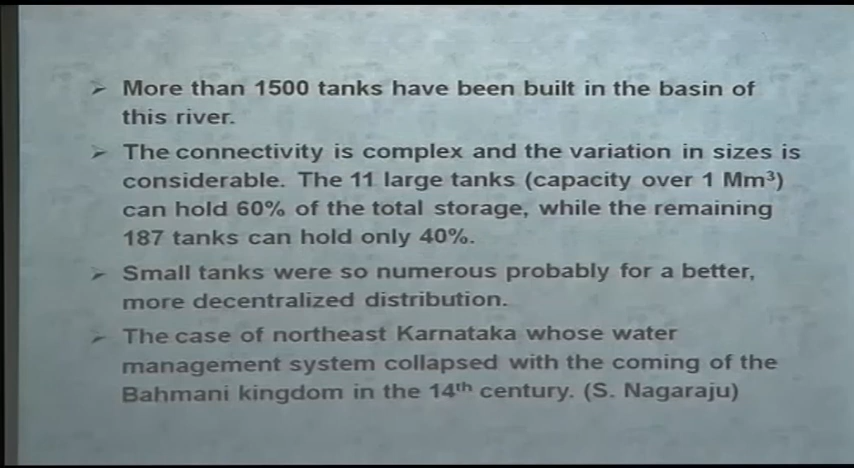 ➢ More than 1500 tanks have been built in the basin of
this river.
➢ The connectivity is complex and the variation in sizes is
considerable. The 11 large tanks (capacity over 1 Mm³)
can hold 60% of the total storage, while the remaining
187 tanks can hold only 40%.
➢ Small tanks were so numerous probably for a better,
more decentralized distribution.
➢ The case of northeast Karnataka whose water
management system collapsed with the coming of the
Bahmani kingdom in the 14th century. (S. Nagaraju)